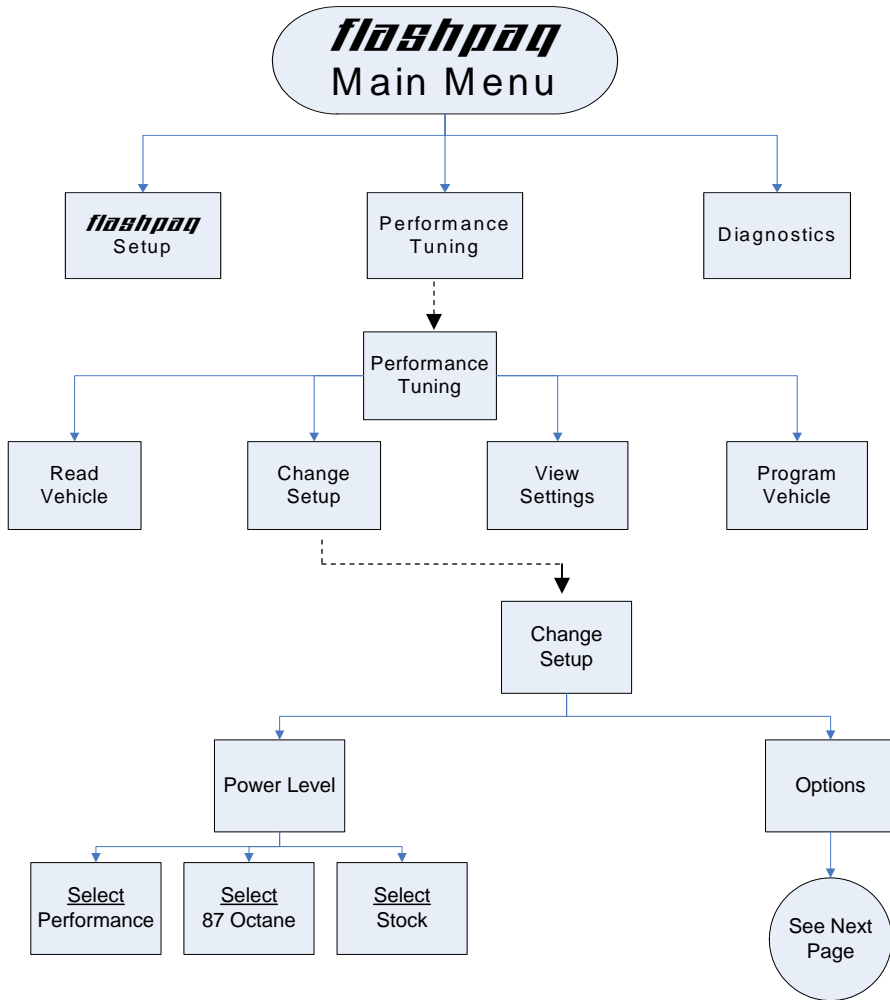 flashpaq
Main Menu
flashpaq
Setup
Performance
Tuning
Diagnostics
Performance
Tuning
Read
Vehicle
Change
Setup
View
Settings
Program
Vehicle
Change
Setup
Power Level
Options
Select
Performance
Select
87 Octane
Select
Stock
See Next
Page